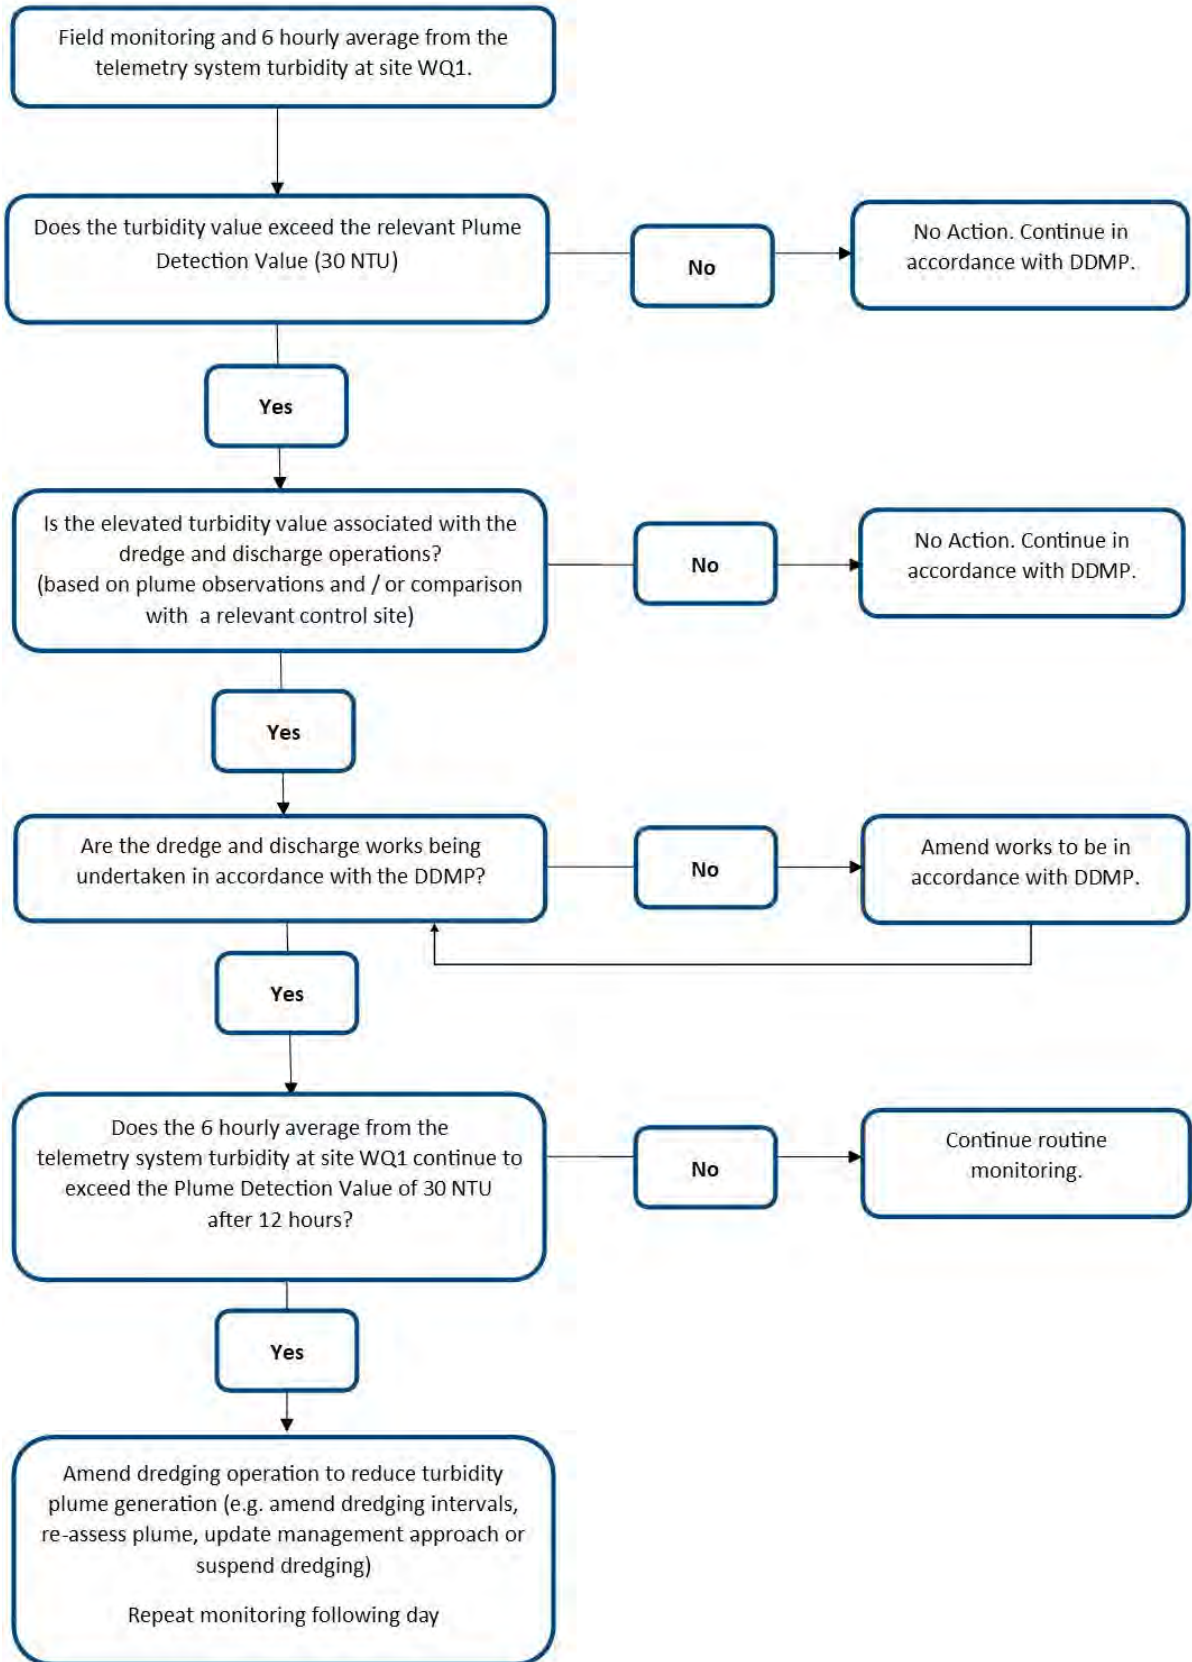 Field monitoring and 6 hourly average from the
telemetry system turbidity at site WQ1.
Does the turbidity value exceed the relevant Plume
Detection Value (30 NTU)
No
No Action. Continue in
accordance with DDMP.
Yes
Is the elevated turbidity value associated with the
dredge and discharge operations?
(based on plume observations and / or comparison
with a relevant control site)
No
No Action. Continue in
accordance with DDMP.
Yes
Are the dredge and discharge works being
undertaken in accordance with the DDMP?
No
Amend works to be in
accordance with DDMP.
Yes
Does the 6 hourly average from the
telemetry system turbidity at site WQ1 continue to
exceed the Plume Detection Value of 30 NTU
after 12 hours?
No
Continue routine
monitoring.
Yes
Amend dredging operation to reduce turbidity
plume generation (e.g. amend dredging intervals,
re-assess plume, update management approach or
suspend dredging)
Repeat monitoring following day